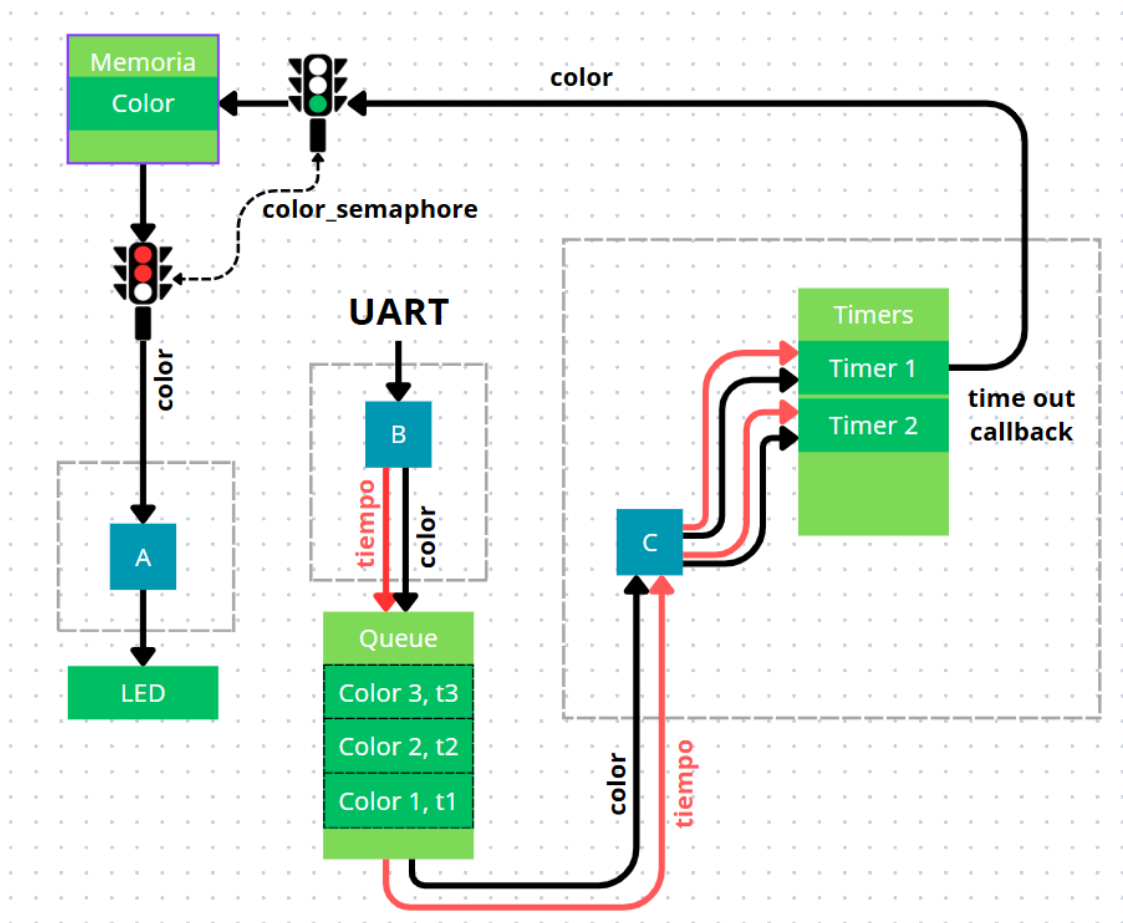 Memoria
Color
color
color_semaphore
color
A
LED
UART
B
tiempo
color
Queue
Color 3, t3
Color 2, t2
Color 1, t1
color
tiempo
C
Timers
Timer 1
Timer 2
time out
callback